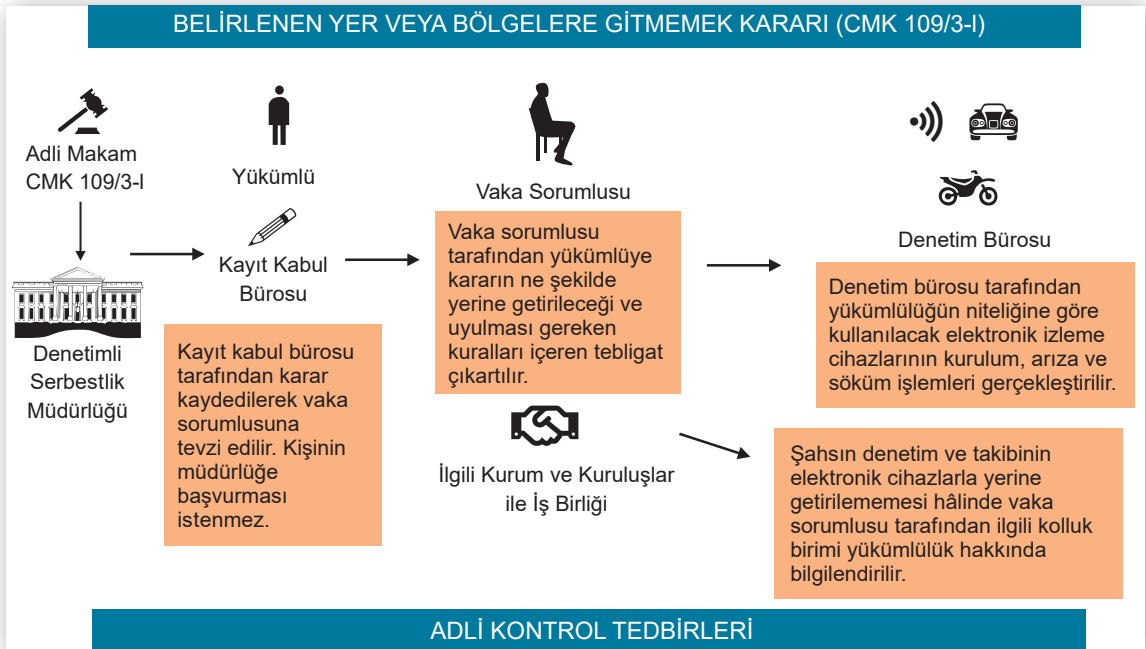 BELİRLENEN YER VEYA BÖLGELERE GİTMEMEK KARARI (CMK 109/3-l)
Adli Makam
CMK 109/3-l
Denetimli
Serbestlik
Müdürlüğü
Yükümlü
Kayıt Kabul
Bürosu
Kayıt kabul bürosu
tarafından karar
kaydedilerek vaka
sorumlusuna
tevzi edilir. Kişinin
müdürlüğe
başvurması
istenmez.
Vaka Sorumlusu
Vaka sorumlusu
tarafından yükümlüye
kararın ne şekilde
yerine getirileceği ve
uyulması gereken
kuralları içeren tebligat
çıkartılır.
İlgili Kurum ve Kuruluşlar
ile İş Birliği
Denetim Bürosu
Denetim bürosu tarafından
yükümlülüğün niteliğine göre
kullanılacak elektronik izleme
cihazlarının kurulum, arıza ve
söküm işlemleri gerçekleştirilir.
Şahsın denetim ve takibinin
elektronik cihazlarla yerine
getirilememesi hâlinde vaka
sorumlusu tarafından ilgili kolluk
birimi yükümlülük hakkında
bilgilendirilir.
ADLİ KONTROL TEDBİRLERİ